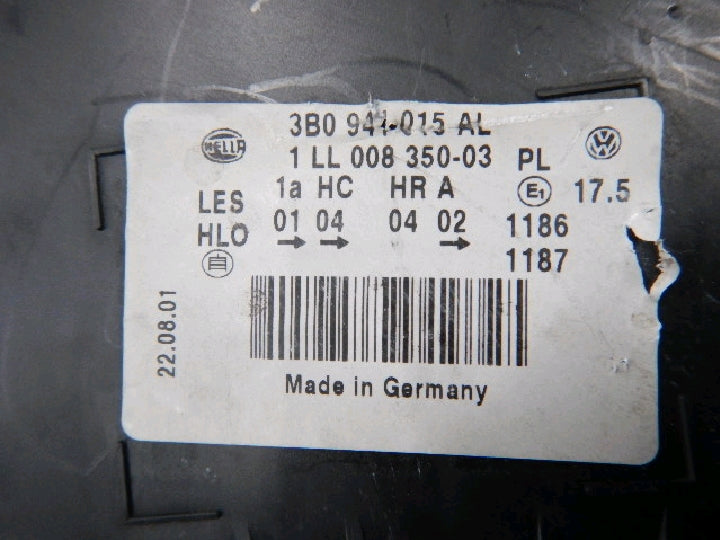 HELLA
3B0 941-015 AL
1 LL 008 350-03 PL
LES 1a HC HR A E1 17.5
HLO 01 04 04 02 1186
自 1187
22.08.01
Made in Germany